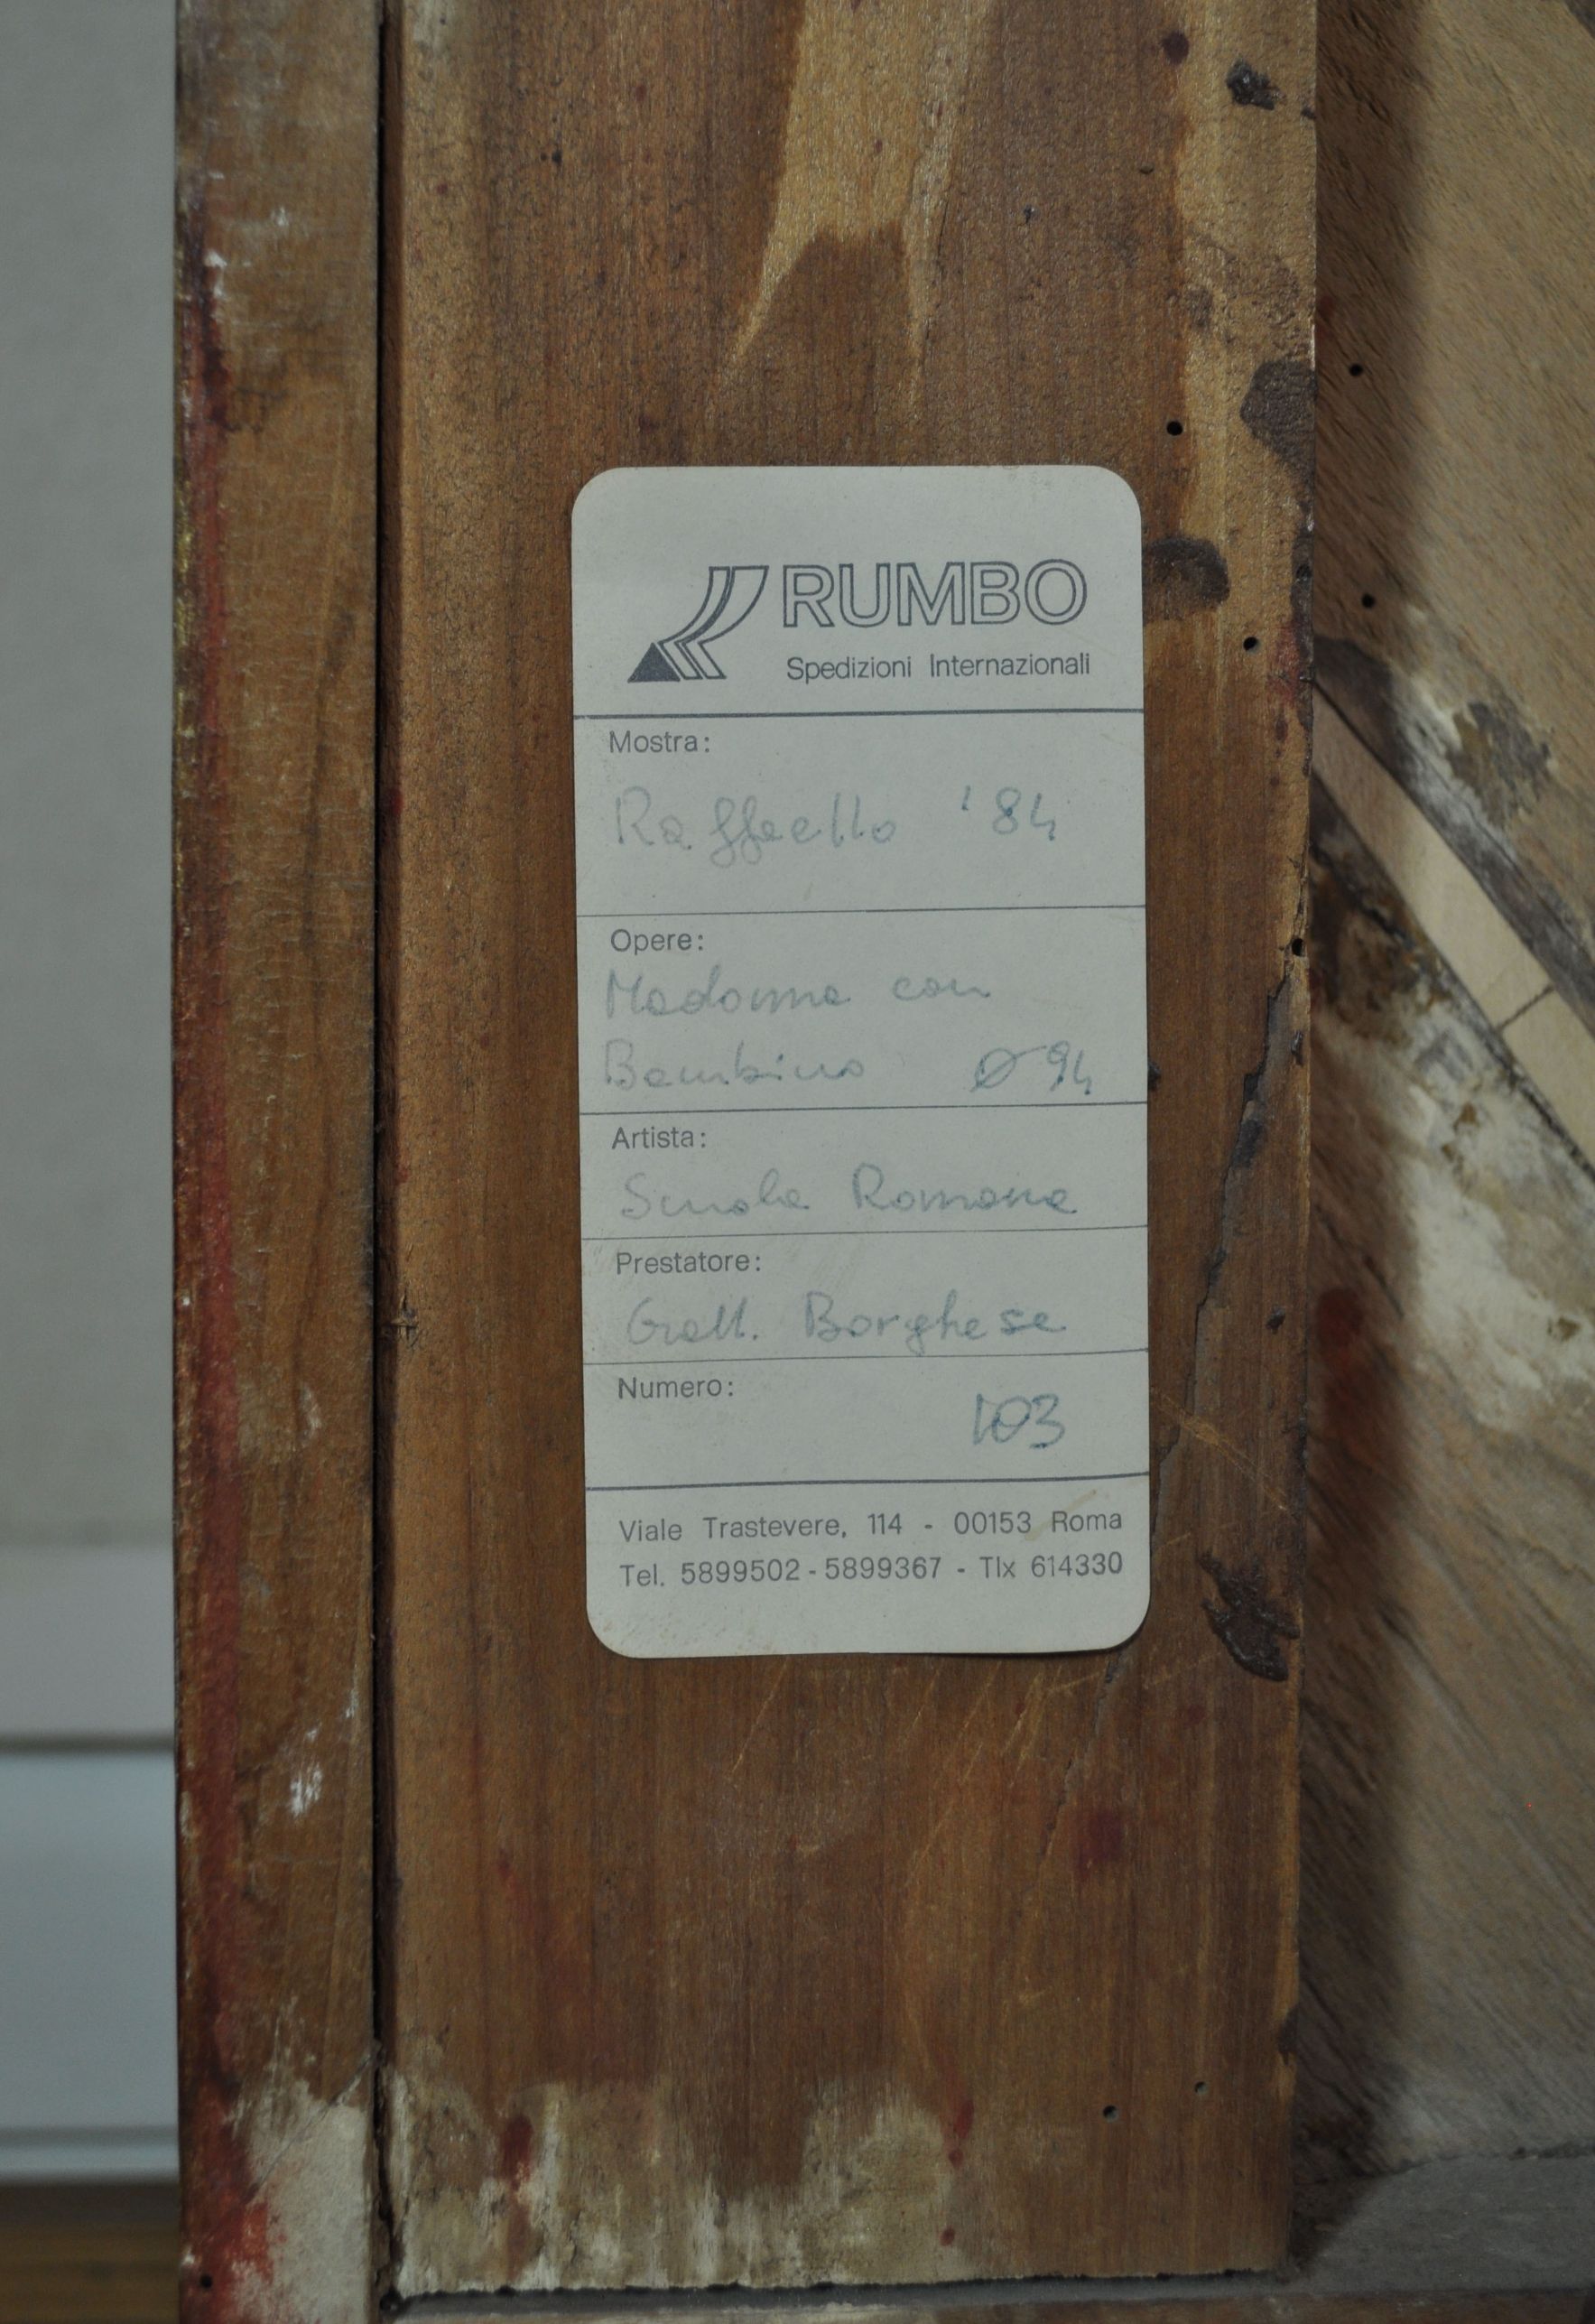 RUMBO
Spedizioni Internazionali
Mostra:
Raffaello '84
Opere:
Madonna con
Bambino Ø 94
Artista:
Scuola Romana
Prestatore:
Gall. Borghese
Numero:
103
Viale Trastevere, 114 - 00153 Roma
Tel. 5899502 - 5899367 - Tlx 614330